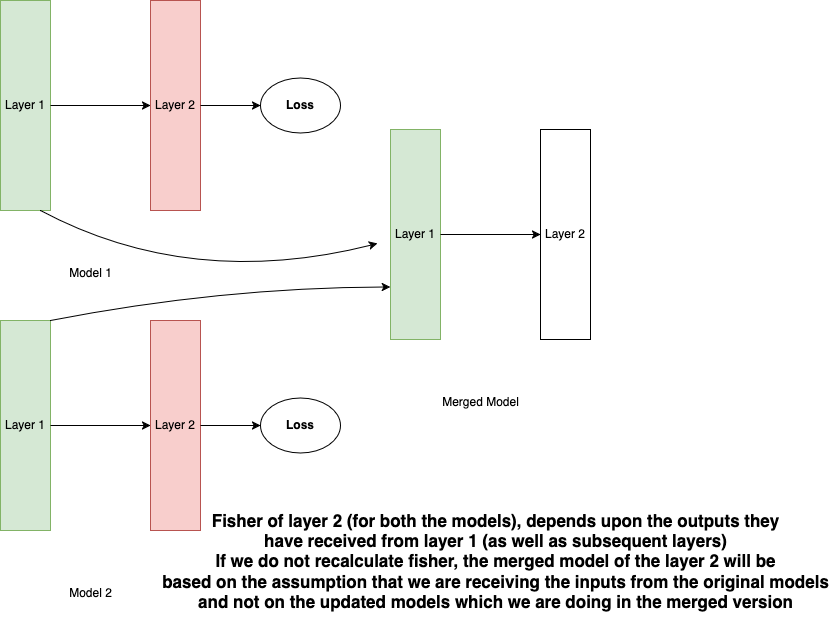 Layer 1
Layer 2
Loss
Layer 1
Layer 2
Model 1
Layer 1
Layer 2
Loss
Merged Model
Fisher of layer 2 (for both the models), depends upon the outputs they
have received from layer 1 (as well as subsequent layers)
If we do not recalculate fisher, the merged model of the layer 2 will be
based on the assumption that we are receiving the inputs from the original models
and not on the updated models which we are doing in the merged version
Model 2